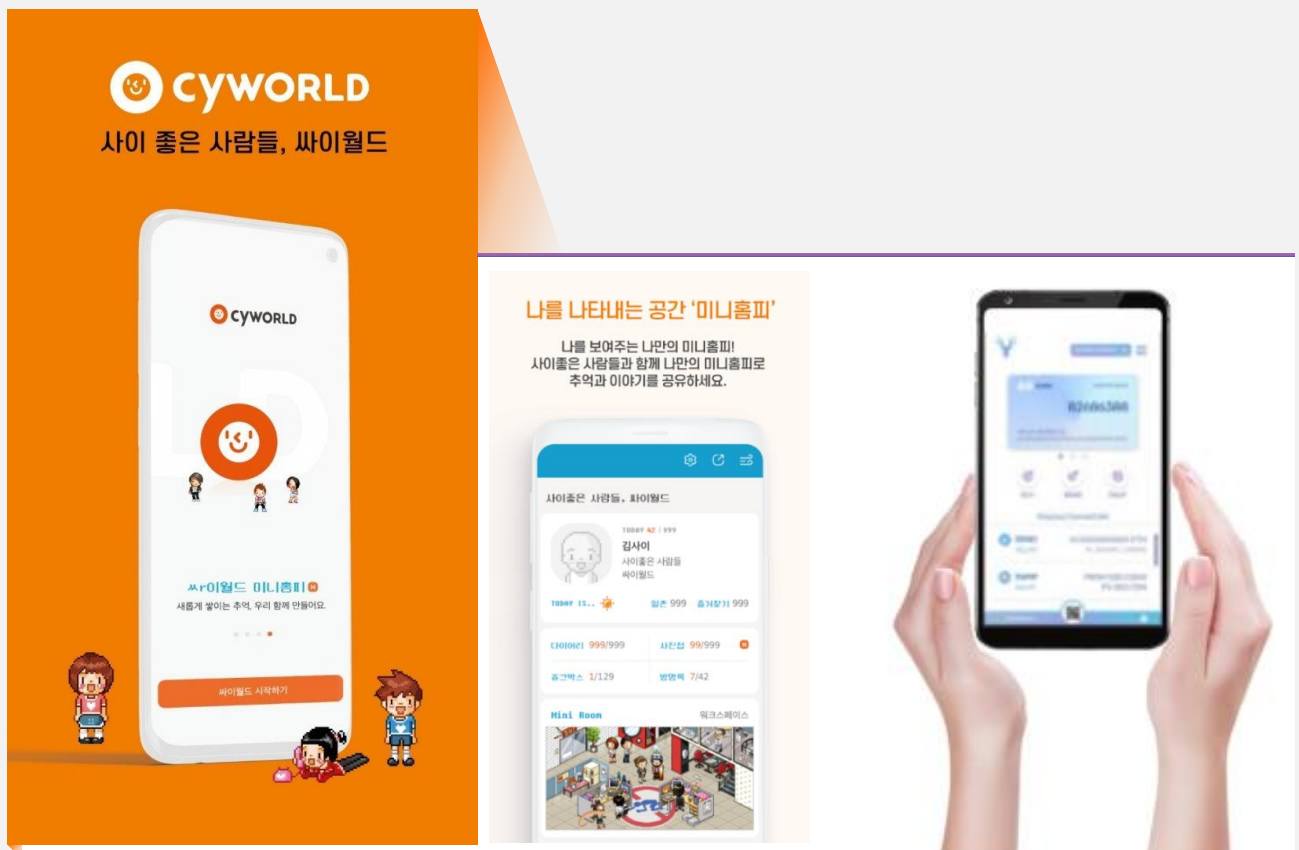 CYWORLD
사이 좋은 사람들, 싸이월드
CYWORLD
LD
싸r이월드 미니홈피
새롭게 쌓이는 추억, 우리 함께 만들어요
싸이월드 시작하기
나를 나타내는 공간 ‘미니홈피’
나를 보여주는 나만의 미니홈피!
사이좋은 사람들과 함께 나만의 미니홈피로
추억과 이야기를 공유하세요.
사이좋은 사람들, 싸이월드
TODAY 42 | 999
김사이
사이좋은 사람들
싸이월드
TODAY IS.. 일촌 999 즐겨찾기 999
다이어리 999/999 사진첩 99/999
쥬크박스 1/129 방명록 7/42
Mini Room 워크스페이스
Y